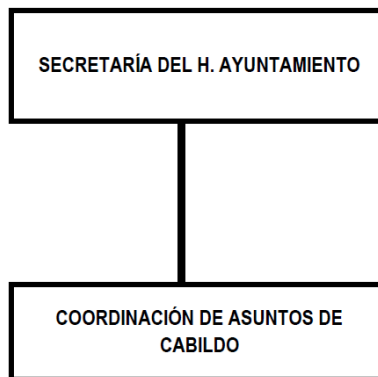 SECRETARÍA DEL H. AYUNTAMIENTO
COORDINACIÓN DE ASUNTOS DE
CABILDO